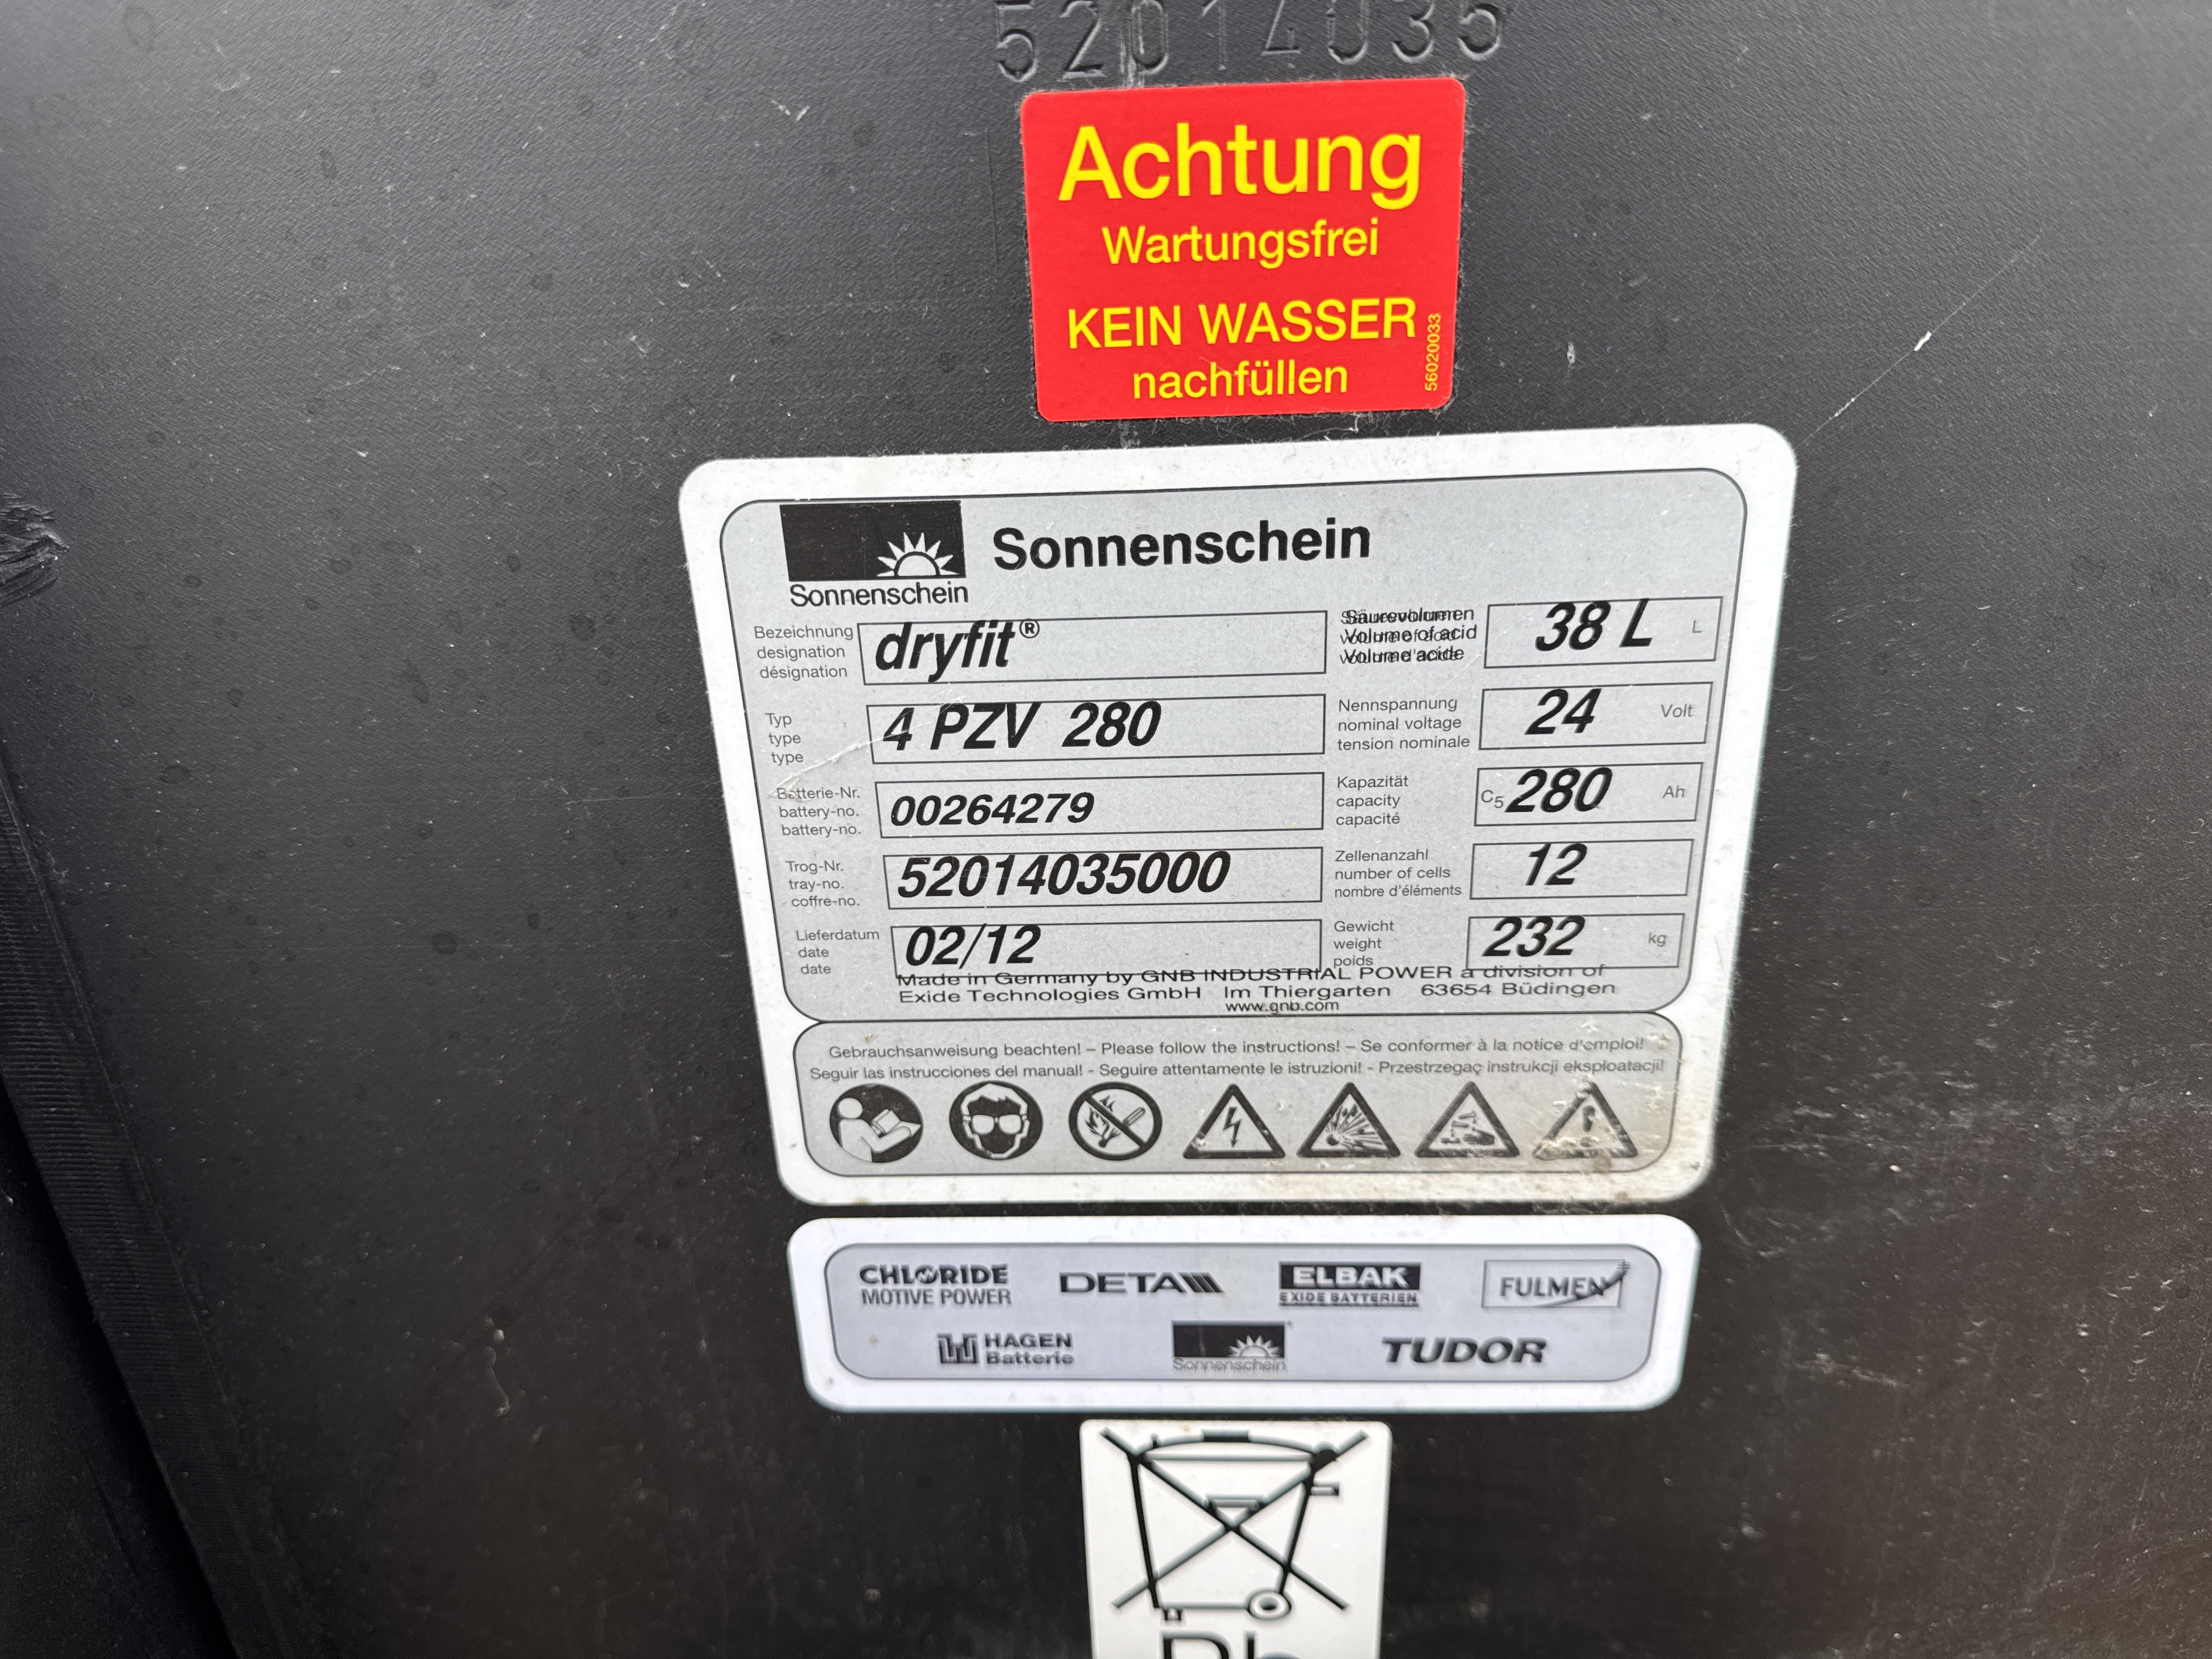 52014035
Achtung
Wartungsfrei
KEIN WASSER
nachfüllen
56020033
Sonnenschein
Sonnenschein
Bezeichnung
designation
désignation
dryfit®
Säurevolumen
Volume of acid
Volume acide
38 L
L
Typ
type
type
4 PZV 280
Nennspannung
nominal voltage
tension nominale
24
Volt
Batterie-Nr.
battery-no.
battery-no.
00264279
Kapazität
capacity
capacité
C5 280
Ah
Trog-Nr.
tray-no.
coffre-no.
52014035000
Zellenanzahl
number of cells
nombre d'éléments
12
Lieferdatum
date
date
02/12
Gewicht
weight
poids
232
kg
Made in Germany by GNB INDUSTRIAL POWER a division of
Exide Technologies GmbH Im Thiergarten 63654 Büdingen
www.gnb.com
Gebrauchsanweisung beachten! – Please follow the instructions! – Se conformer à la notice d'emploi!
Seguir las instrucciones del manual! - Seguire attentamente le istruzioni! - Przestrzegaç instrukcji eksploatacji!
CHLORIDE
MOTIVE POWER
DETA
ELBAK
EXIDE BATTERIEN
FULMEN
HAGEN
Batterie
Sonnenschein
TUDOR
Pb